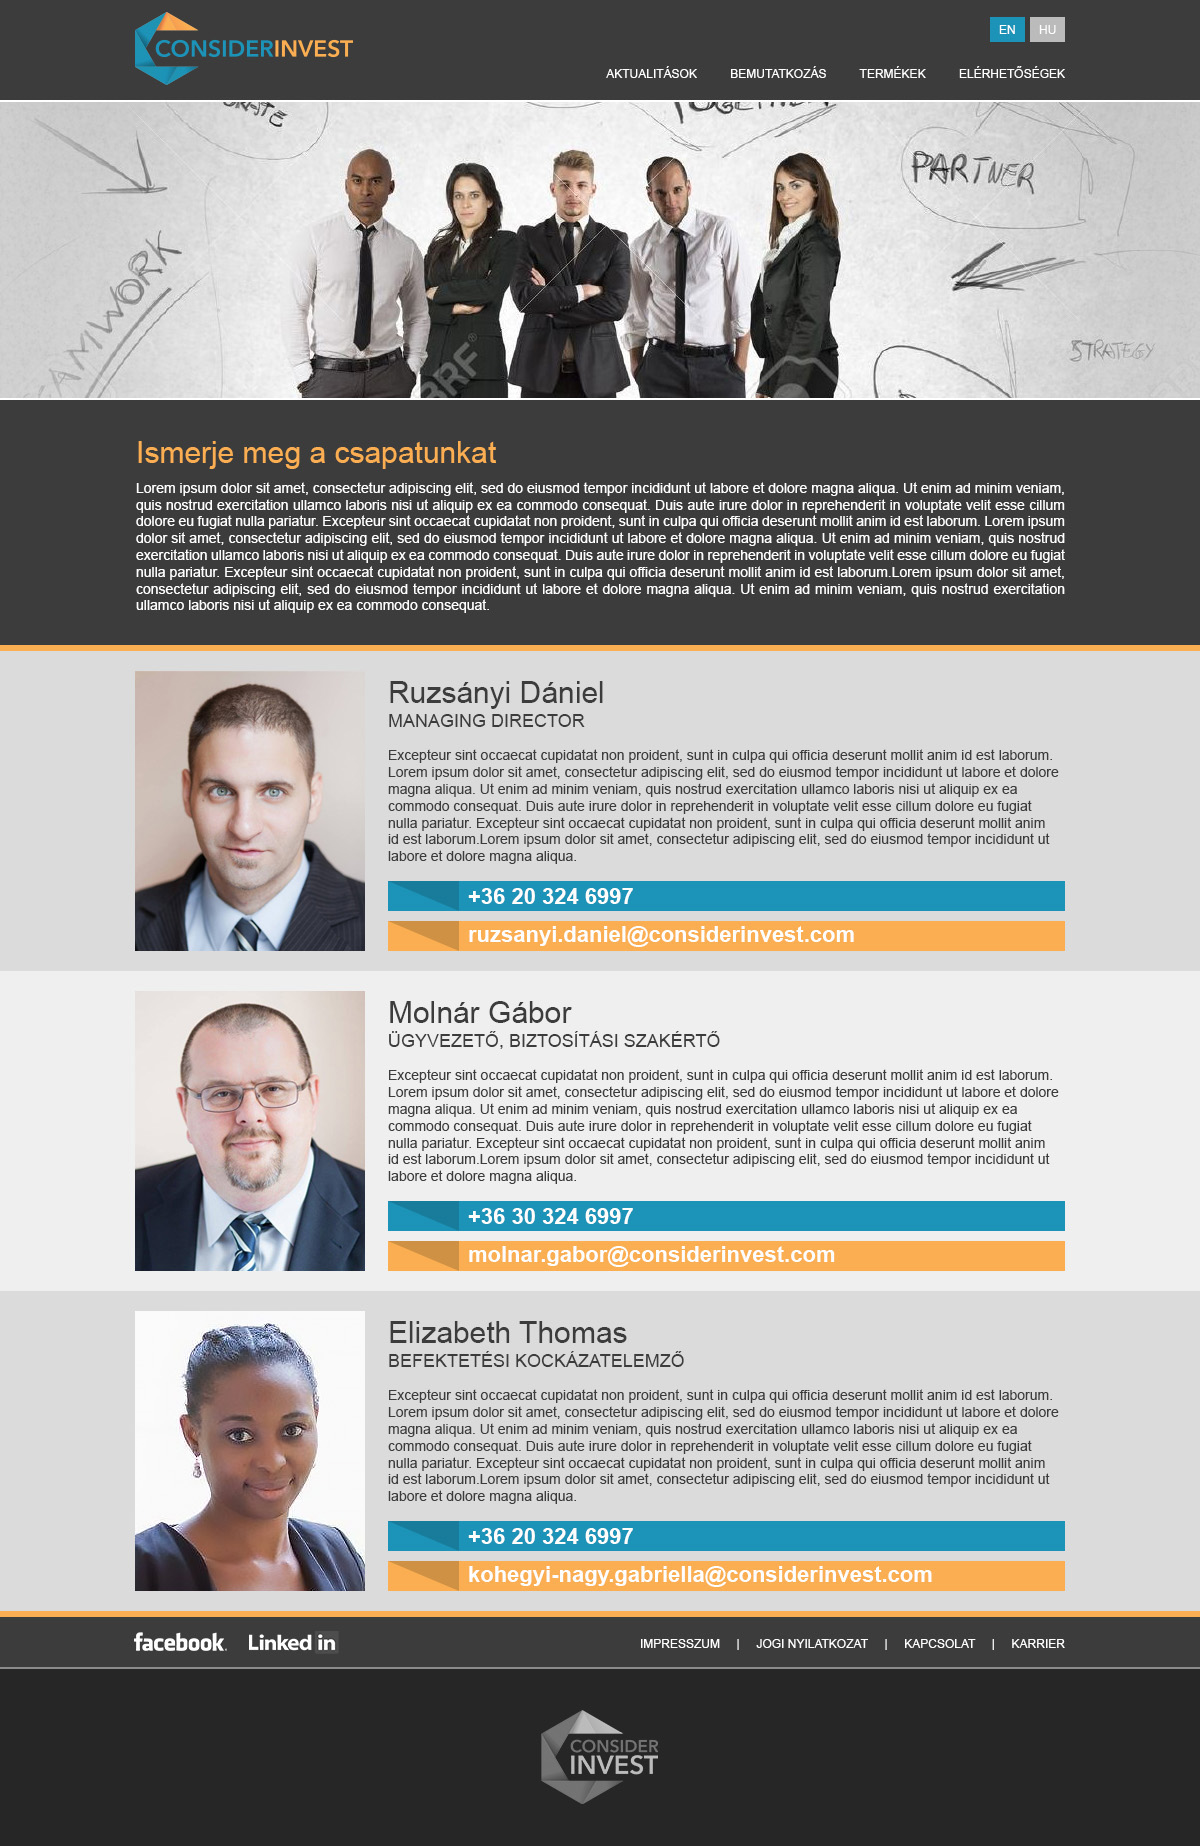 CONSIDERINVEST
EN HU
AKTUALITÁSOK BEMUTATKOZÁS TERMÉKEK ELÉRHETŐSÉGEK
TOGETHER
PARTNER
TEAMWORK
STRATEGY
123RF®
Ismerje meg a csapatunkat
Lorem ipsum dolor sit amet, consectetur adipiscing elit, sed do eiusmod tempor incididunt ut labore et dolore magna aliqua. Ut enim ad minim veniam,
quis nostrud exercitation ullamco laboris nisi ut aliquip ex ea commodo consequat. Duis aute irure dolor in reprehenderit in voluptate velit esse cillum
dolore eu fugiat nulla pariatur. Excepteur sint occaecat cupidatat non proident, sunt in culpa qui officia deserunt mollit anim id est laborum. Lorem ipsum
dolor sit amet, consectetur adipiscing elit, sed do eiusmod tempor incididunt ut labore et dolore magna aliqua. Ut enim ad minim veniam, quis nostrud
exercitation ullamco laboris nisi ut aliquip ex ea commodo consequat. Duis aute irure dolor in reprehenderit in voluptate velit esse cillum dolore eu fugiat
nulla pariatur. Excepteur sint occaecat cupidatat non proident, sunt in culpa qui officia deserunt mollit anim id est laborum.Lorem ipsum dolor sit amet,
consectetur adipiscing elit, sed do eiusmod tempor incididunt ut labore et dolore magna aliqua. Ut enim ad minim veniam, quis nostrud exercitation
ullamco laboris nisi ut aliquip ex ea commodo consequat.
Ruzsányi Dániel
MANAGING DIRECTOR
Excepteur sint occaecat cupidatat non proident, sunt in culpa qui officia deserunt mollit anim id est laborum.
Lorem ipsum dolor sit amet, consectetur adipiscing elit, sed do eiusmod tempor incididunt ut labore et dolore
magna aliqua. Ut enim ad minim veniam, quis nostrud exercitation ullamco laboris nisi ut aliquip ex ea
commodo consequat. Duis aute irure dolor in reprehenderit in voluptate velit esse cillum dolore eu fugiat
nulla pariatur. Excepteur sint occaecat cupidatat non proident, sunt in culpa qui officia deserunt mollit anim
id est laborum.Lorem ipsum dolor sit amet, consectetur adipiscing elit, sed do eiusmod tempor incididunt ut
labore et dolore magna aliqua.
+36 20 324 6997
ruzsanyi.daniel@considerinvest.com
Molnár Gábor
ÜGYVEZETŐ, BIZTOSÍTÁSI SZAKÉRTŐ
Excepteur sint occaecat cupidatat non proident, sunt in culpa qui officia deserunt mollit anim id est laborum.
Lorem ipsum dolor sit amet, consectetur adipiscing elit, sed do eiusmod tempor incididunt ut labore et dolore
magna aliqua. Ut enim ad minim veniam, quis nostrud exercitation ullamco laboris nisi ut aliquip ex ea
commodo consequat. Duis aute irure dolor in reprehenderit in voluptate velit esse cillum dolore eu fugiat
nulla pariatur. Excepteur sint occaecat cupidatat non proident, sunt in culpa qui officia deserunt mollit anim
id est laborum.Lorem ipsum dolor sit amet, consectetur adipiscing elit, sed do eiusmod tempor incididunt ut
labore et dolore magna aliqua.
+36 30 324 6997
molnar.gabor@considerinvest.com
Elizabeth Thomas
BEFEKTETÉSI KOCKÁZATELEMZŐ
Excepteur sint occaecat cupidatat non proident, sunt in culpa qui officia deserunt mollit anim id est laborum.
Lorem ipsum dolor sit amet, consectetur adipiscing elit, sed do eiusmod tempor incididunt ut labore et dolore
magna aliqua. Ut enim ad minim veniam, quis nostrud exercitation ullamco laboris nisi ut aliquip ex ea
commodo consequat. Duis aute irure dolor in reprehenderit in voluptate velit esse cillum dolore eu fugiat
nulla pariatur. Excepteur sint occaecat cupidatat non proident, sunt in culpa qui officia deserunt mollit anim
id est laborum.Lorem ipsum dolor sit amet, consectetur adipiscing elit, sed do eiusmod tempor incididunt ut
labore et dolore magna aliqua.
+36 20 324 6997
kohegyi-nagy.gabriella@considerinvest.com
facebook. Linked in
IMPRESSZUM | JOGI NYILATKOZAT | KAPCSOLAT | KARRIER
CONSIDER
INVEST